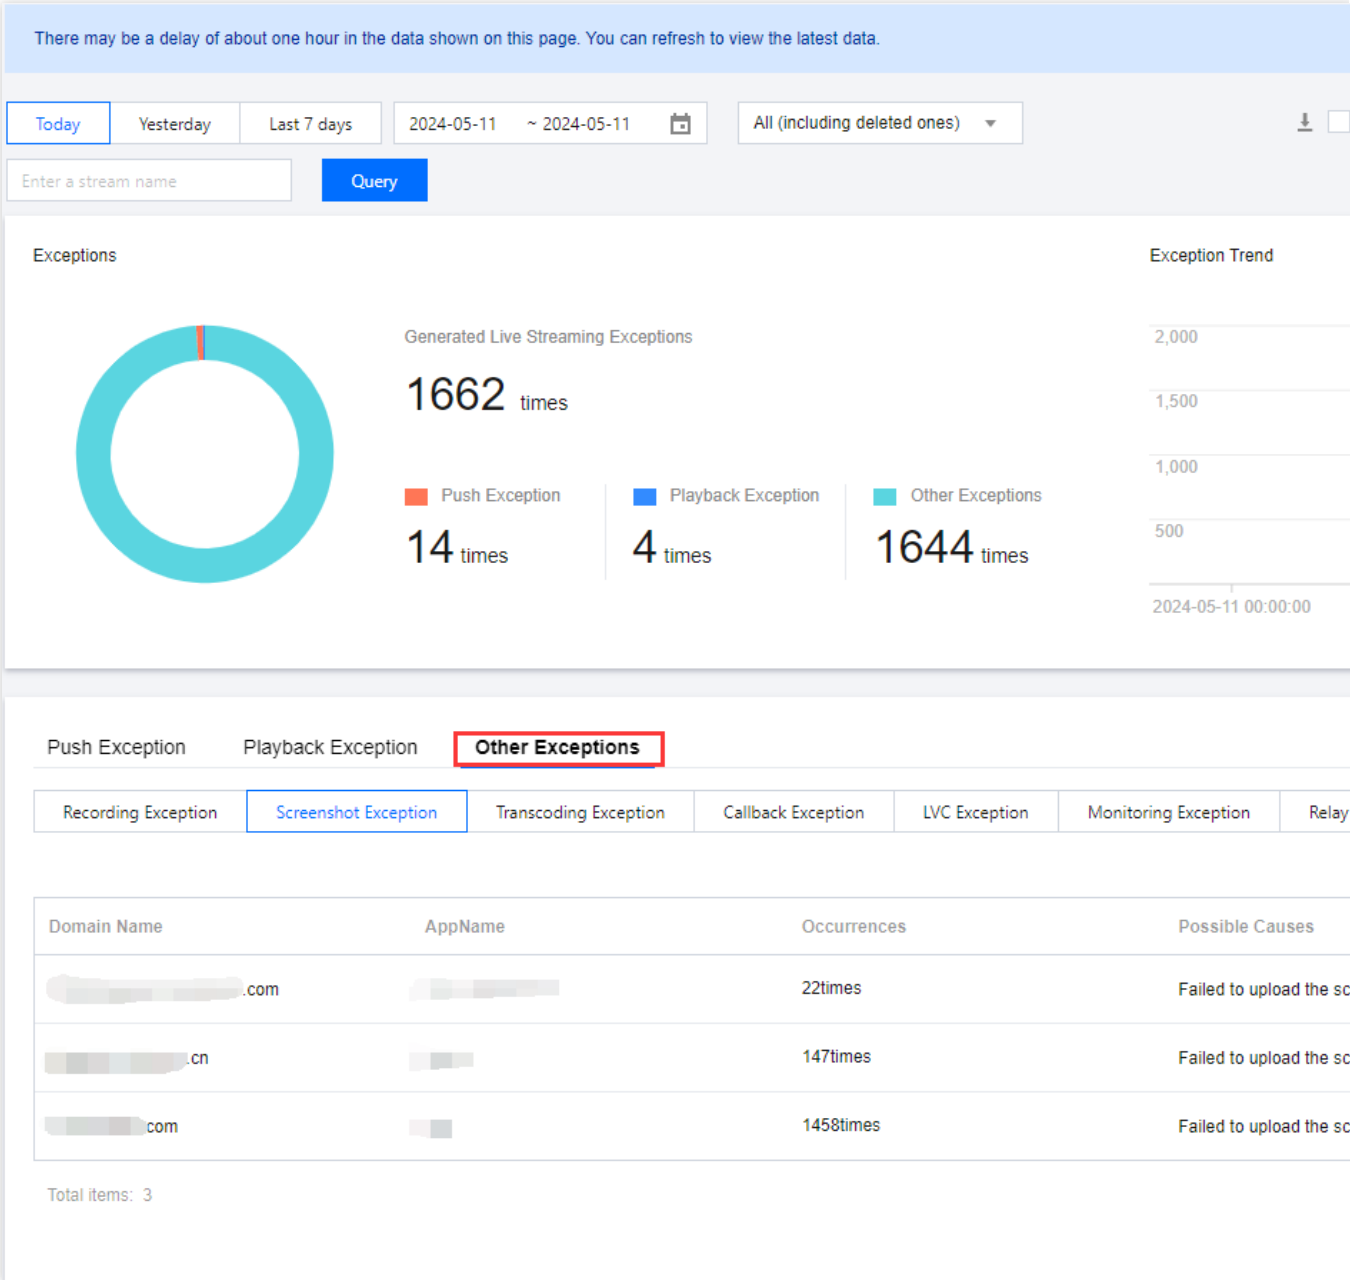 There may be a delay of about one hour in the data shown on this page. You can refresh to view the latest data.
Today Yesterday Last 7 days 2024-05-11 ~ 2024-05-11 All (including deleted ones)
Enter a stream name Query
Exceptions
Exception Trend
Generated Live Streaming Exceptions
1662 times
Push Exception Playback Exception Other Exceptions
14 times 4 times 1644 times
2,000
1,500
1,000
500
2024-05-11 00:00:00
Push Exception Playback Exception Other Exceptions
Recording Exception Screenshot Exception Transcoding Exception Callback Exception LVC Exception Monitoring Exception Relay
Domain Name AppName Occurrences Possible Causes
.com 22times Failed to upload the sc
.cn 147times Failed to upload the sc
com 1458times Failed to upload the sc
Total items: 3